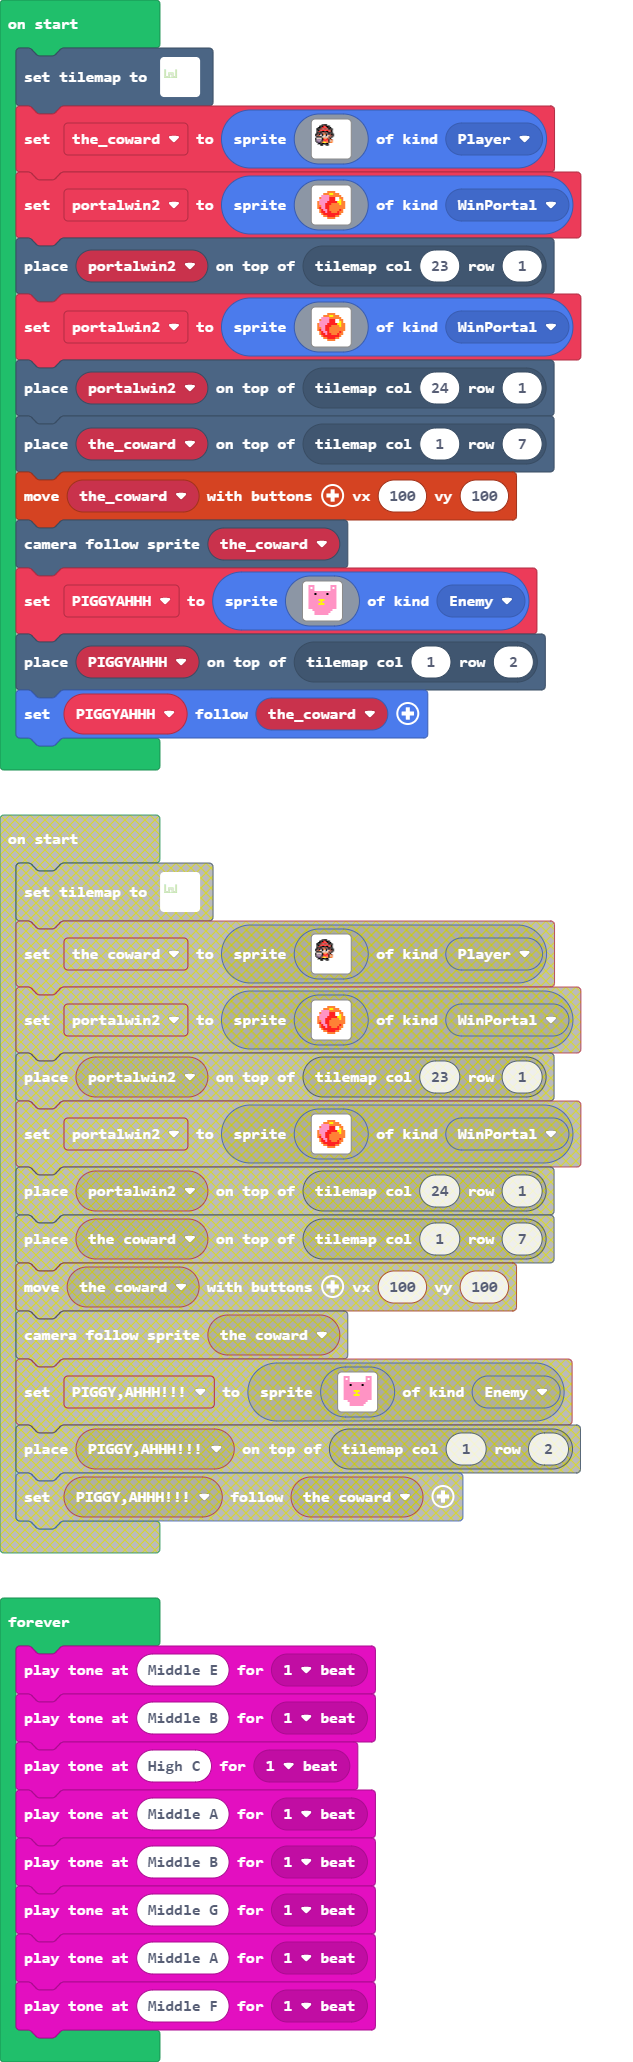 on start
set tilemap to
set the_coward to sprite of kind Player
set portalwin2 to sprite of kind WinPortal
place portalwin2 on top of tilemap col 23 row 1
set portalwin2 to sprite of kind WinPortal
place portalwin2 on top of tilemap col 24 row 1
place the_coward on top of tilemap col 1 row 7
move the_coward with buttons vx 100 vy 100
camera follow sprite the_coward
set PIGGYAHHH to sprite of kind Enemy
place PIGGYAHHH on top of tilemap col 1 row 2
set PIGGYAHHH follow the_coward
on start
set tilemap to
set the coward to sprite of kind Player
set portalwin2 to sprite of kind WinPortal
place portalwin2 on top of tilemap col 23 row 1
set portalwin2 to sprite of kind WinPortal
place portalwin2 on top of tilemap col 24 row 1
place the coward on top of tilemap col 1 row 7
move the coward with buttons vx 100 vy 100
camera follow sprite the coward
set PIGGY,AHHH!!! to sprite of kind Enemy
place PIGGY,AHHH!!! on top of tilemap col 1 row 2
set PIGGY,AHHH!!! follow the coward
forever
play tone at Middle E for 1 beat
play tone at Middle B for 1 beat
play tone at High C for 1 beat
play tone at Middle A for 1 beat
play tone at Middle B for 1 beat
play tone at Middle G for 1 beat
play tone at Middle A for 1 beat
play tone at Middle F for 1 beat